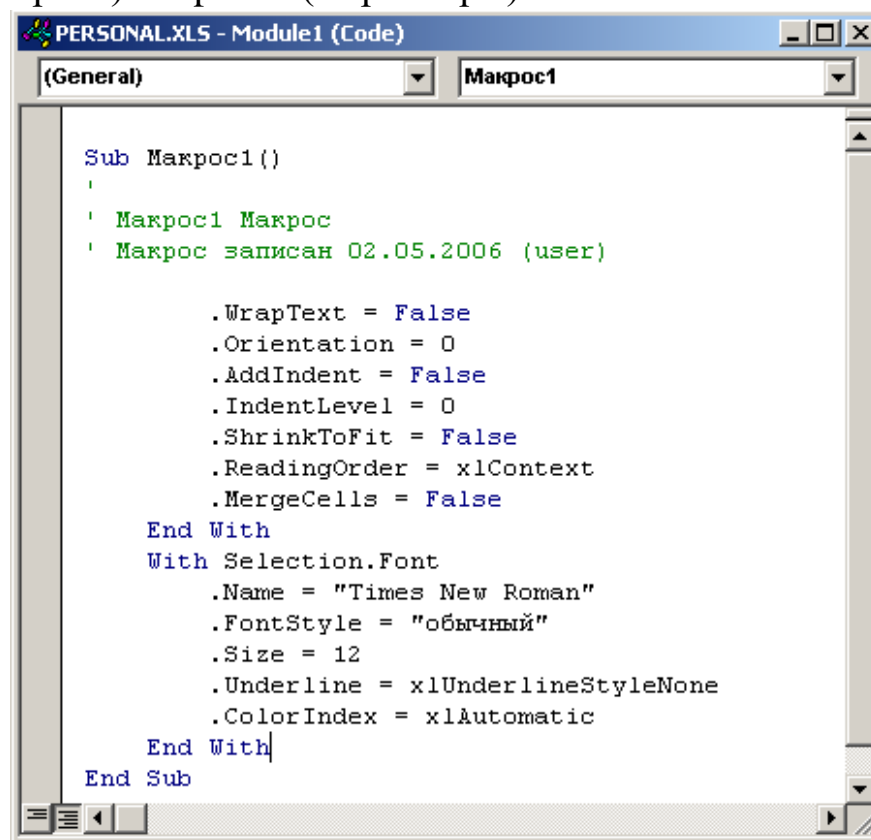 PERSONAL.XLS - Module1 (Code)
(General) Макрос1
Sub Макрос1()
'
' Макрос1 Макрос
' Макрос записан 02.05.2006 (user)
.WrapText = False
.Orientation = 0
.AddIndent = False
.IndentLevel = 0
.ShrinkToFit = False
.ReadingOrder = xlContext
.MergeCells = False
End With
With Selection.Font
.Name = "Times New Roman"
.FontStyle = "обычный"
.Size = 12
.Underline = xlUnderlineStyleNone
.ColorIndex = xlAutomatic
End With
End Sub